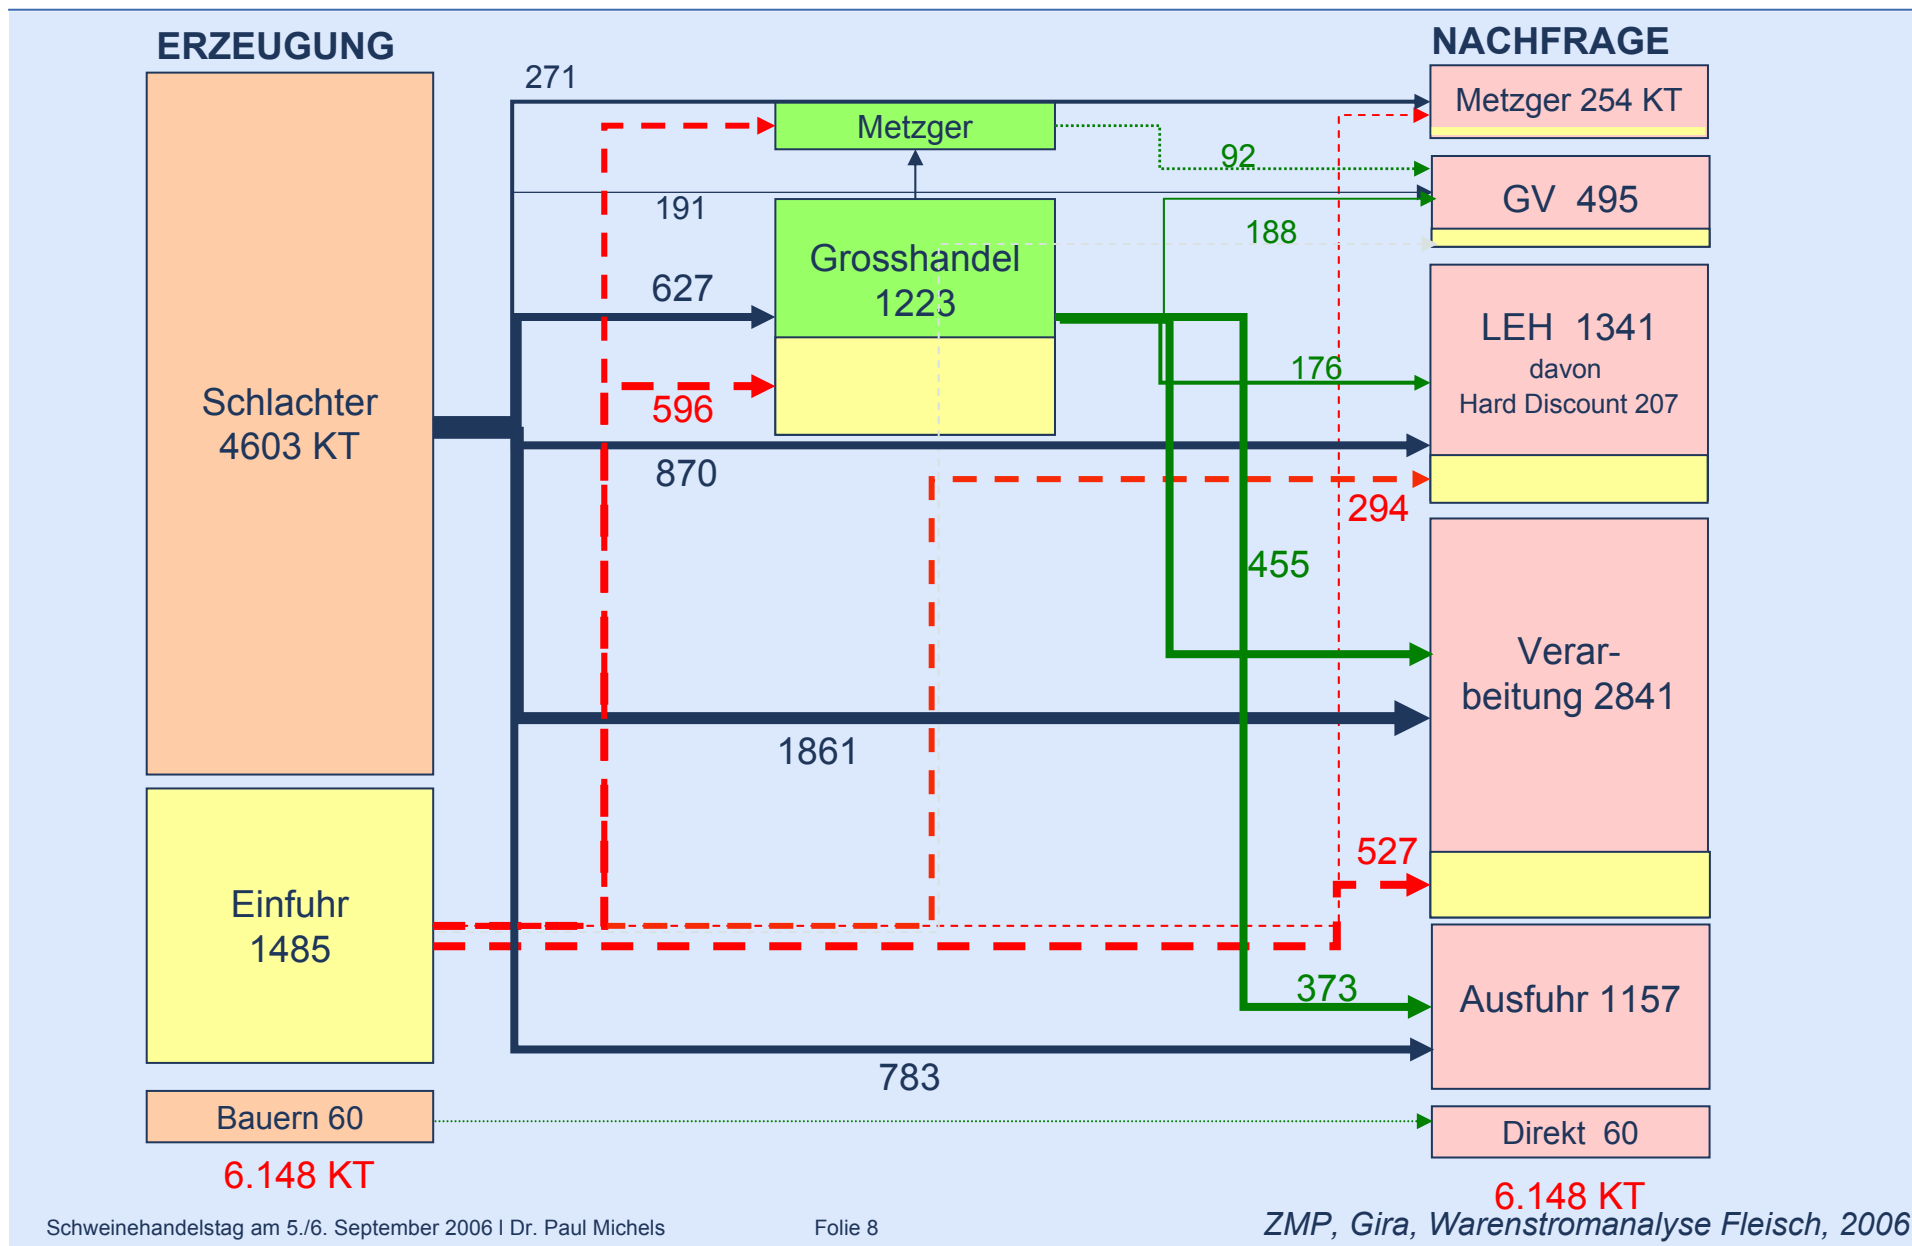 ERZEUGUNG
NACHFRAGE
271
Metzger 254 KT
Metzger
92
191
GV 495
188
Grosshandel
1223
627
LEH 1341
davon
Hard Discount 207
176
596
Schlachter
4603 KT
870
294
455
Verar-
beitung 2841
1861
527
Einfuhr
1485
373
Ausfuhr 1157
783
Bauern 60
Direkt 60
6.148 KT
6.148 KT
Schweinehandelstag am 5./6. September 2006 l Dr. Paul Michels
Folie 8
ZMP, Gira, Warenstromanalyse Fleisch, 2006